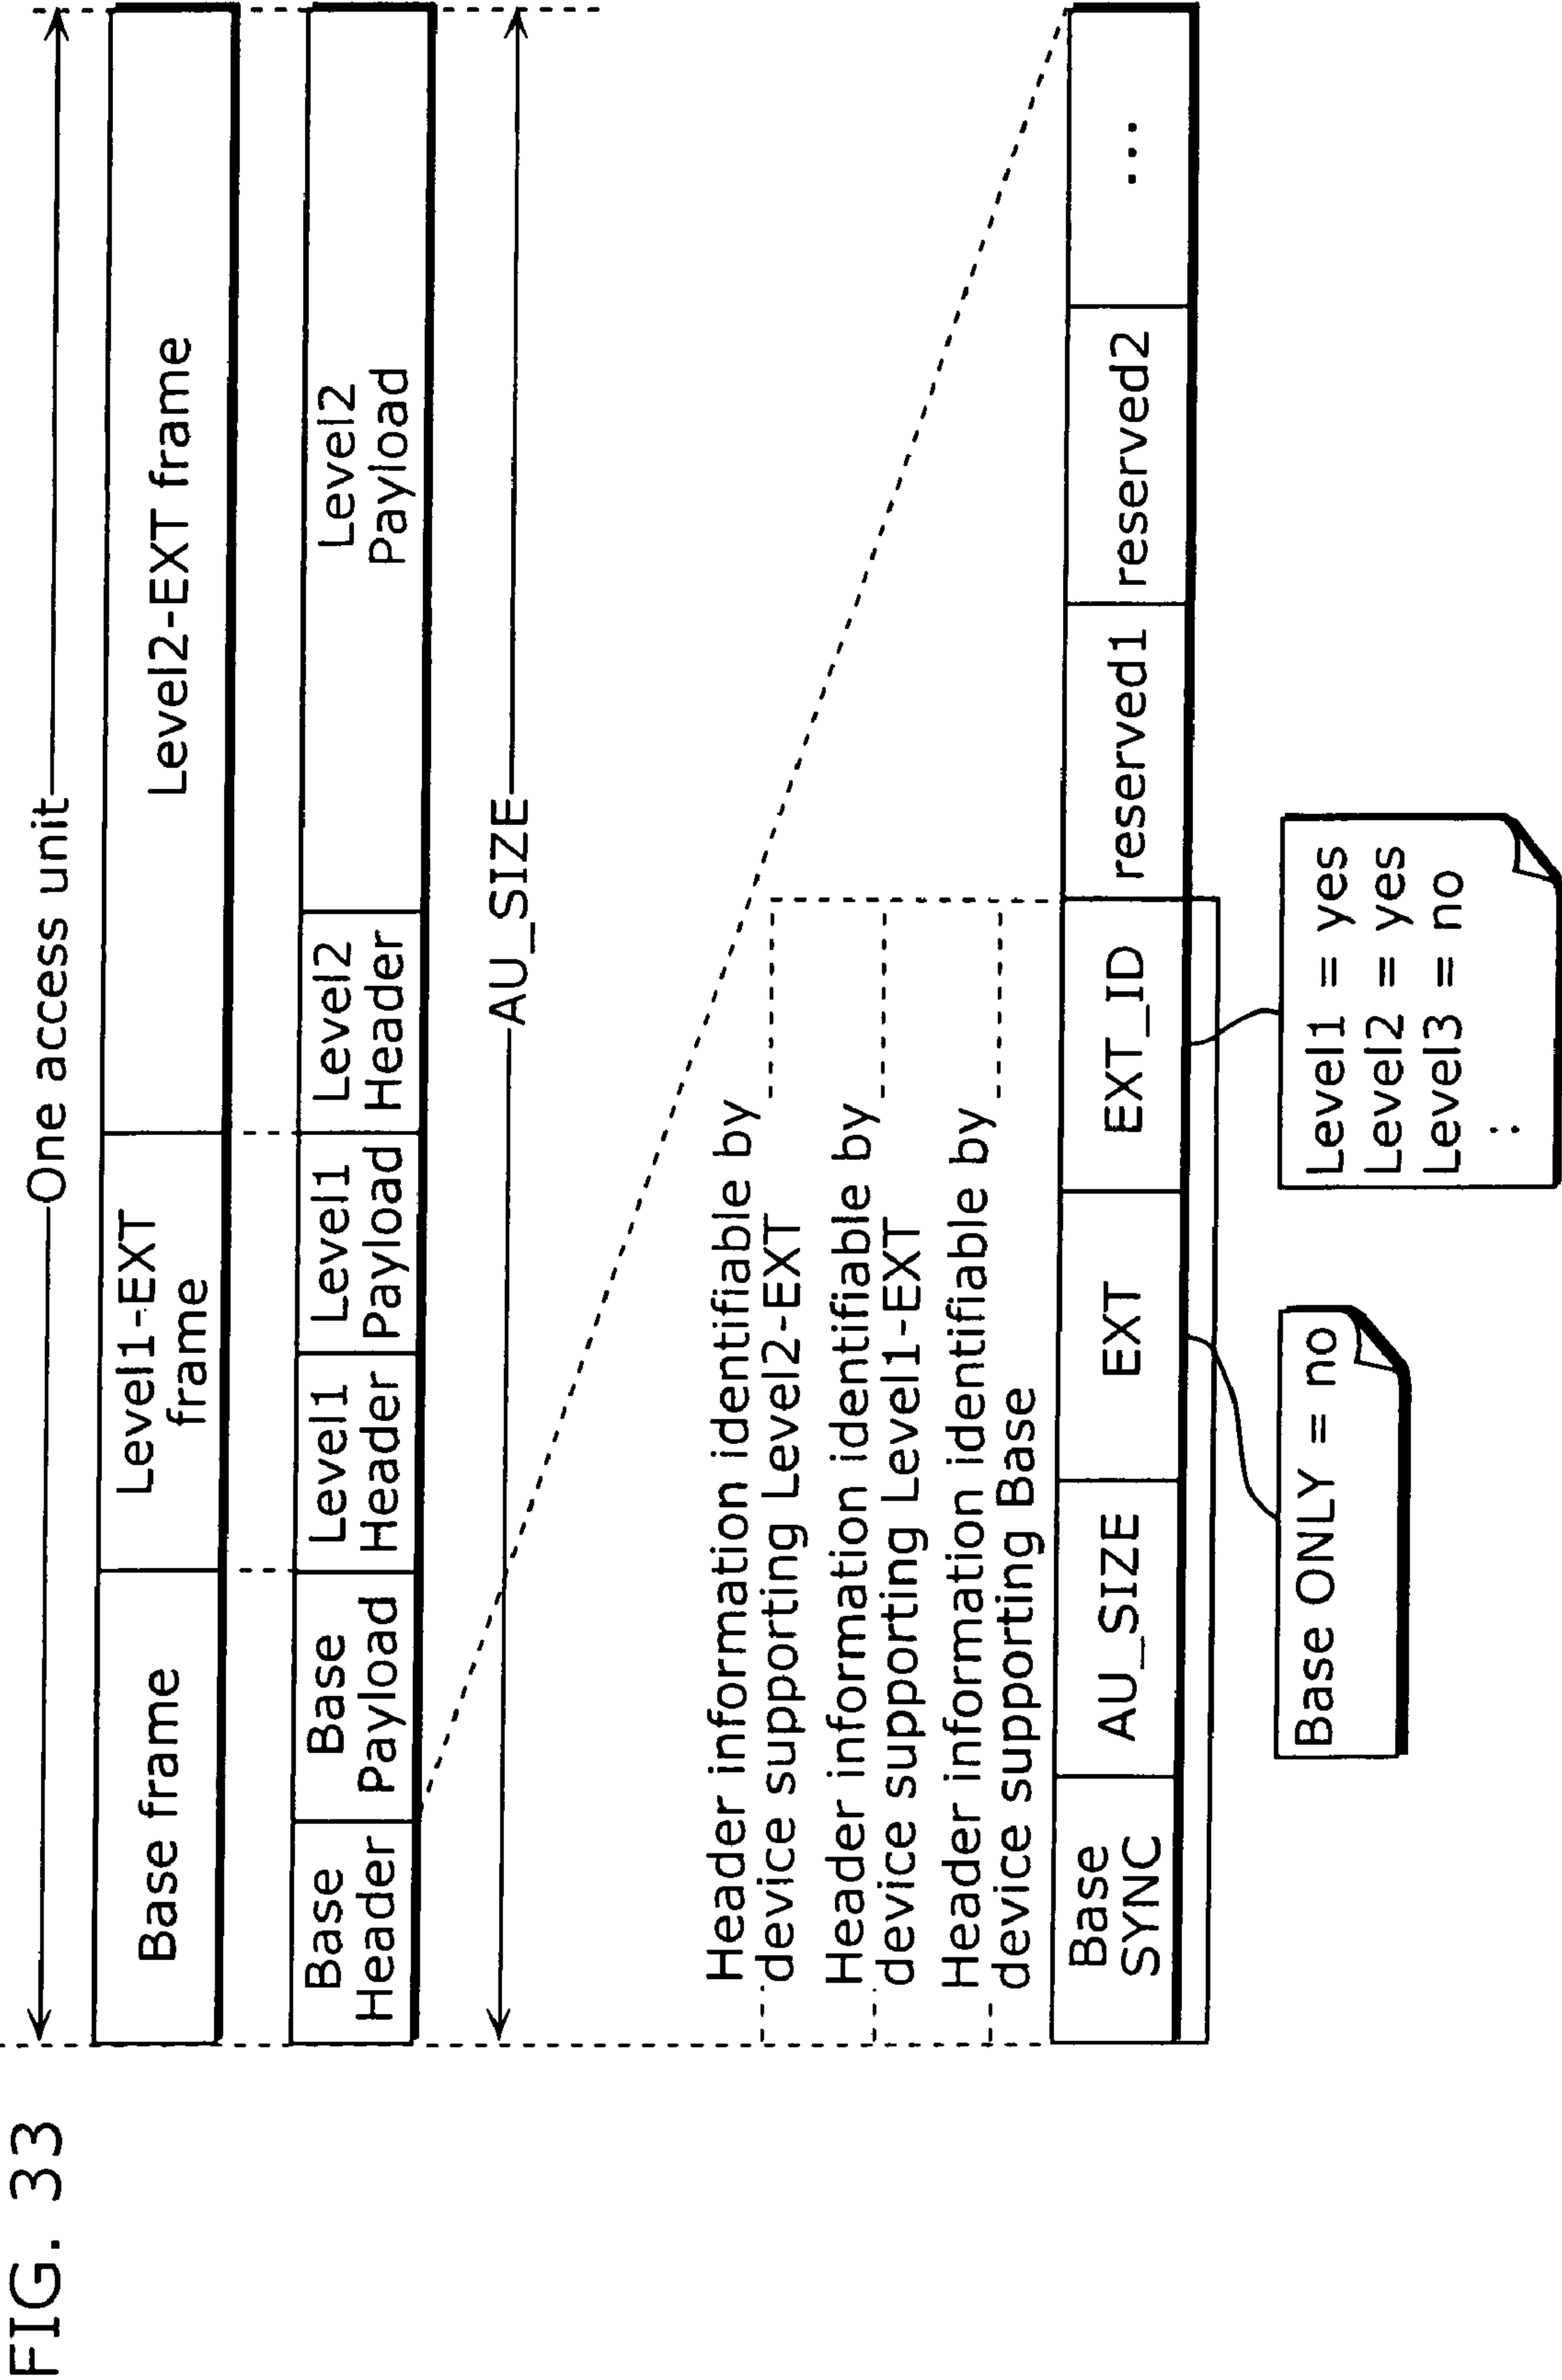 FIG. 33
One access unit
Base frame
Level1-EXT
frame
Level2-EXT frame
Base
Header
Base
Payload
Level1
Header
Level1
Payload
Level2
Header
Level2
Payload
AU_SIZE
Header information identifiable by
device supporting Level2-EXT
Header information identifiable by
device supporting Level1-EXT
Header information identifiable by
device supporting Base
Base
SYNC
AU_SIZE
EXT
EXT_ID
reserved1
reserved2
...
Base ONLY = no
Level1 = yes
Level2 = yes
Level3 = no
: